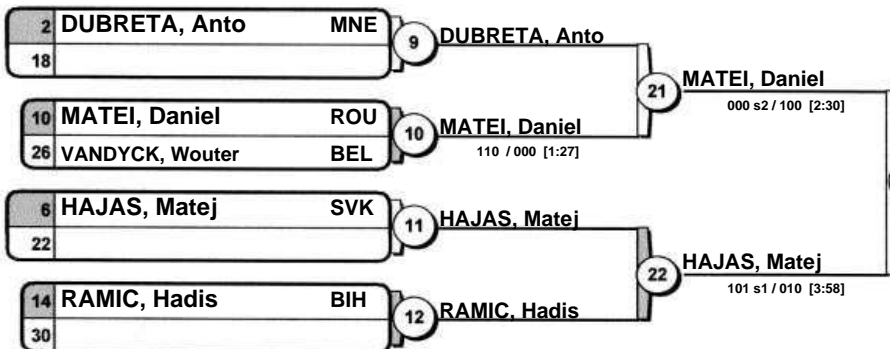 2 DUBRETA, Anto MNE
18
9 DUBRETA, Anto
21 MATEI, Daniel
000 s2 / 100 [2:30]
10 MATEI, Daniel ROU
26 VANDYCK, Wouter BEL
10 MATEI, Daniel
110 / 000 [1:27]
6 HAJAS, Matej SVK
22
11 HAJAS, Matej
22 HAJAS, Matej
101 s1 / 010 [3:58]
14 RAMIC, Hadis BIH
30
12 RAMIC, Hadis